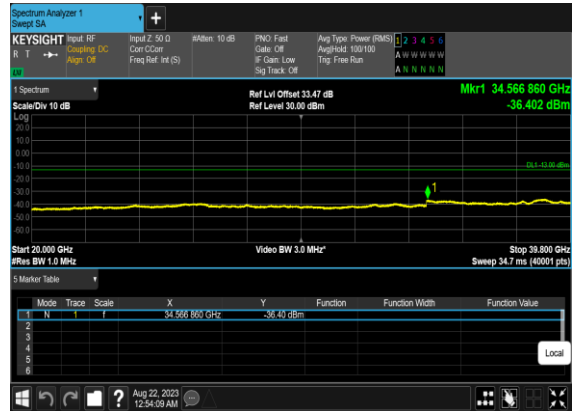 Spectrum Analyzer 1
Swept SA
KEYSIGHT Input: RF Input Z: 50 Ω #Atten: 10 dB PNO: Fast Avg Type: Power (RMS) 1 2 3 4 5 6
R T Coupling: DC Corr CCorr Gate: Off Avg|Hold: 100/100 A W W W W W
Align: Off Freq Ref: Int (S) IF Gain: Low Trig: Free Run
Sig Track: Off A N N N N N
LXI
1 Spectrum Ref Lvl Offset 33.47 dB Mkr1 34.566 860 GHz
Scale/Div 10 dB Ref Level 30.00 dBm -36.402 dBm
Log
20.0
10.0
0.00
-10.0
DL1 -13.00 dBm
-20.0
1
-30.0
-40.0
-50.0
-60.0
Start 20.000 GHz Video BW 3.0 MHz* Stop 39.800 GHz
#Res BW 1.0 MHz Sweep 34.7 ms (40001 pts)
5 Marker Table
Mode Trace Scale X Y Function Function Width Function Value
1 N 1 f 34.566 860 GHz -36.40 dBm
2
3
4
5
6
Local
? Aug 22, 2023
12:54:09 AM